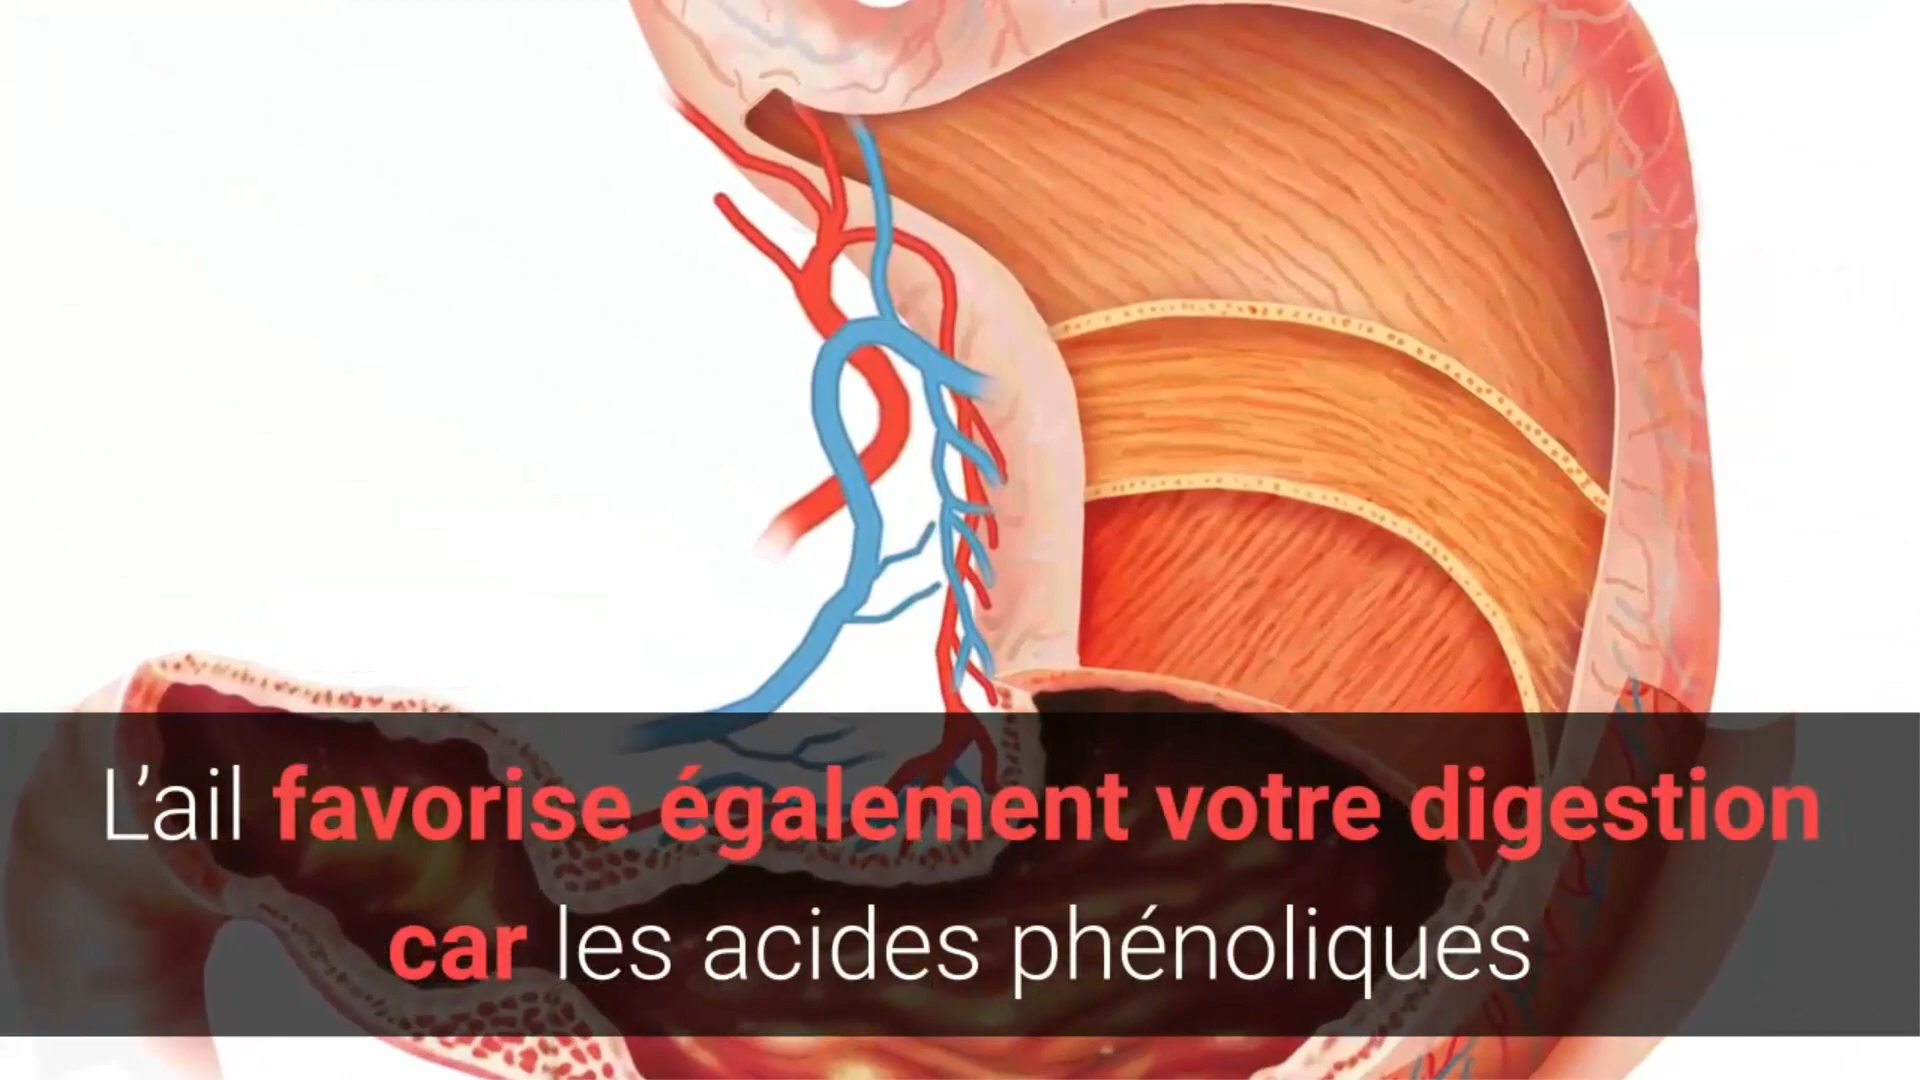 L'ail favorise également votre digestion
car les acides phénoliques